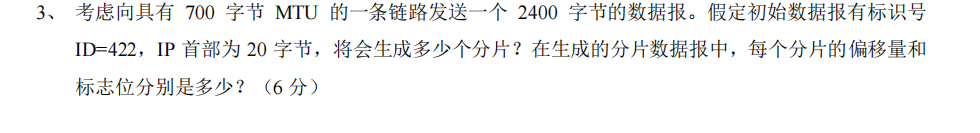 3、 考虑向具有 700 字节 MTU 的一条链路发送一个 2400 字节的数据报。假定初始数据报有标识号
ID=422，IP 首部为 20 字节，将会生成多少个分片？在生成的分片数据报中，每个分片的偏移量和
标志位分别是多少？（6 分）